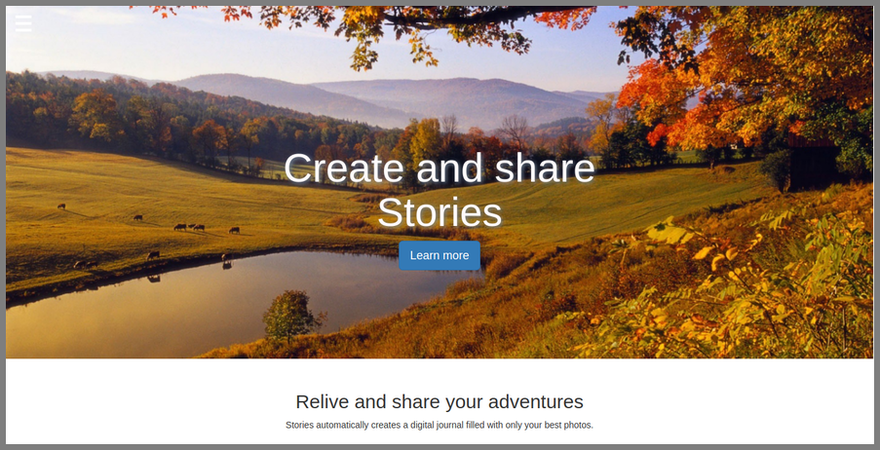 Create and share
Stories
Learn more
Relive and share your adventures
Stories automatically creates a digital journal filled with only your best photos.